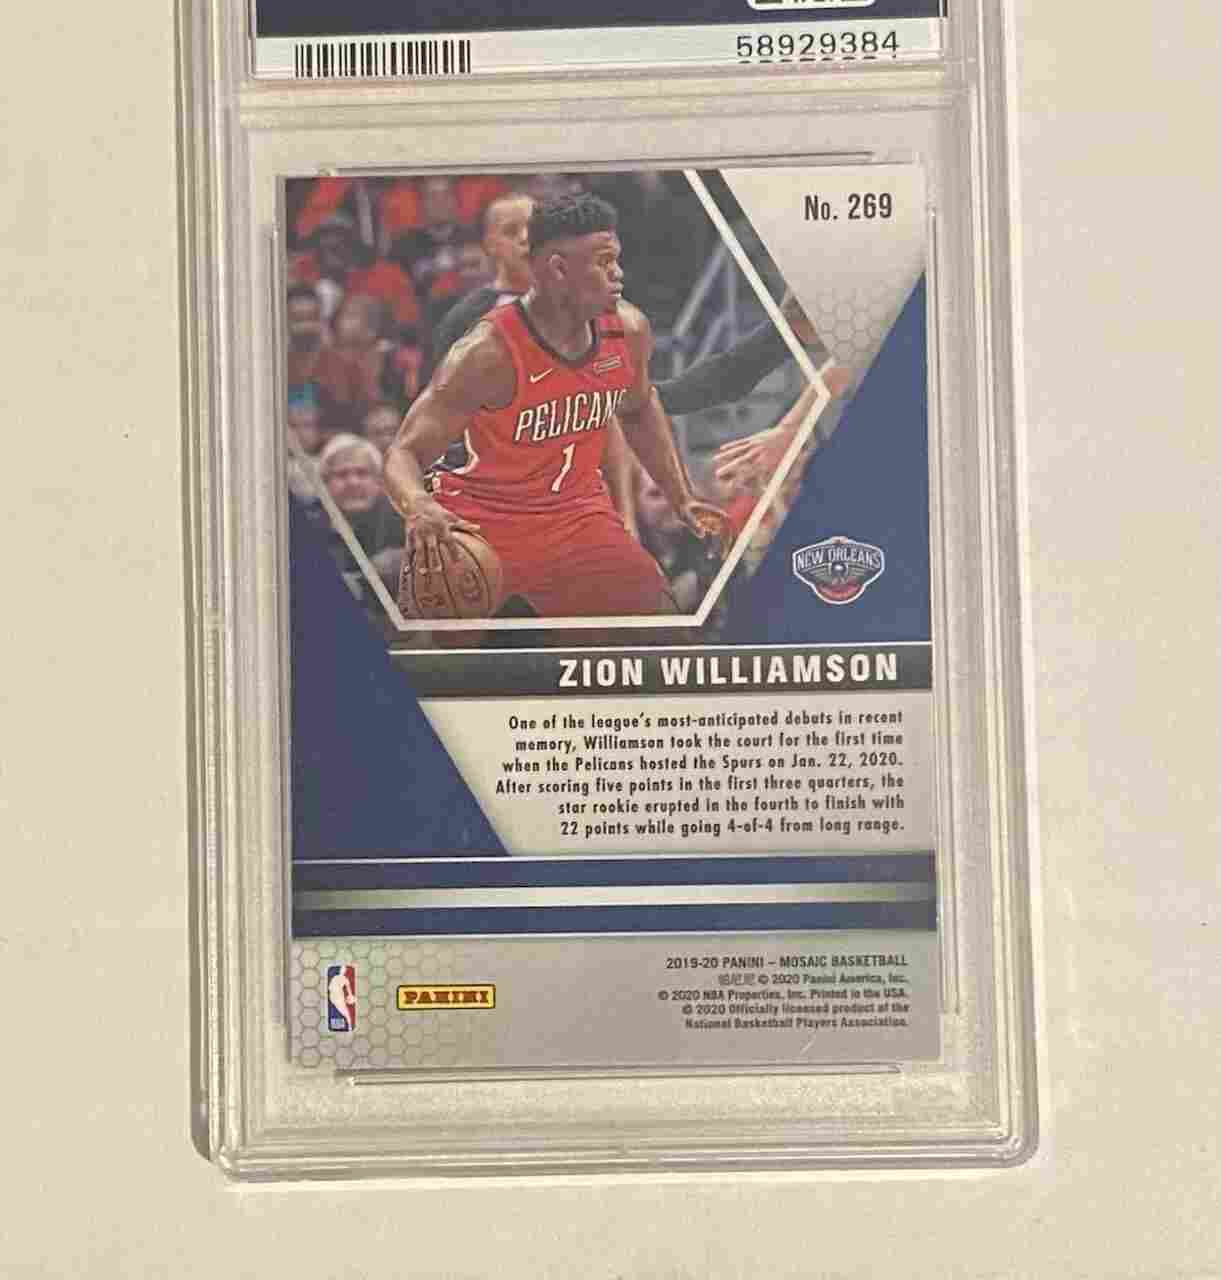 58929384
No. 269
PELICANS
1
NEW ORLEANS
ZION WILLIAMSON
One of the league's most-anticipated debuts in recent
memory, Williamson took the court for the first time
when the Pelicans hosted the Spurs on Jan. 22, 2020.
After scoring five points in the first three quarters, the
star rookie erupted in the fourth to finish with
22 points while going 4-of-4 from long range.
2019-20 PANINI – MOSAIC BASKETBALL
帕尼尼 © 2020 Panini America, Inc.
© 2020 NBA Properties, Inc. Printed in the USA.
© 2020 Officially licensed product of the
National Basketball Players Association.
NBA
PANINI